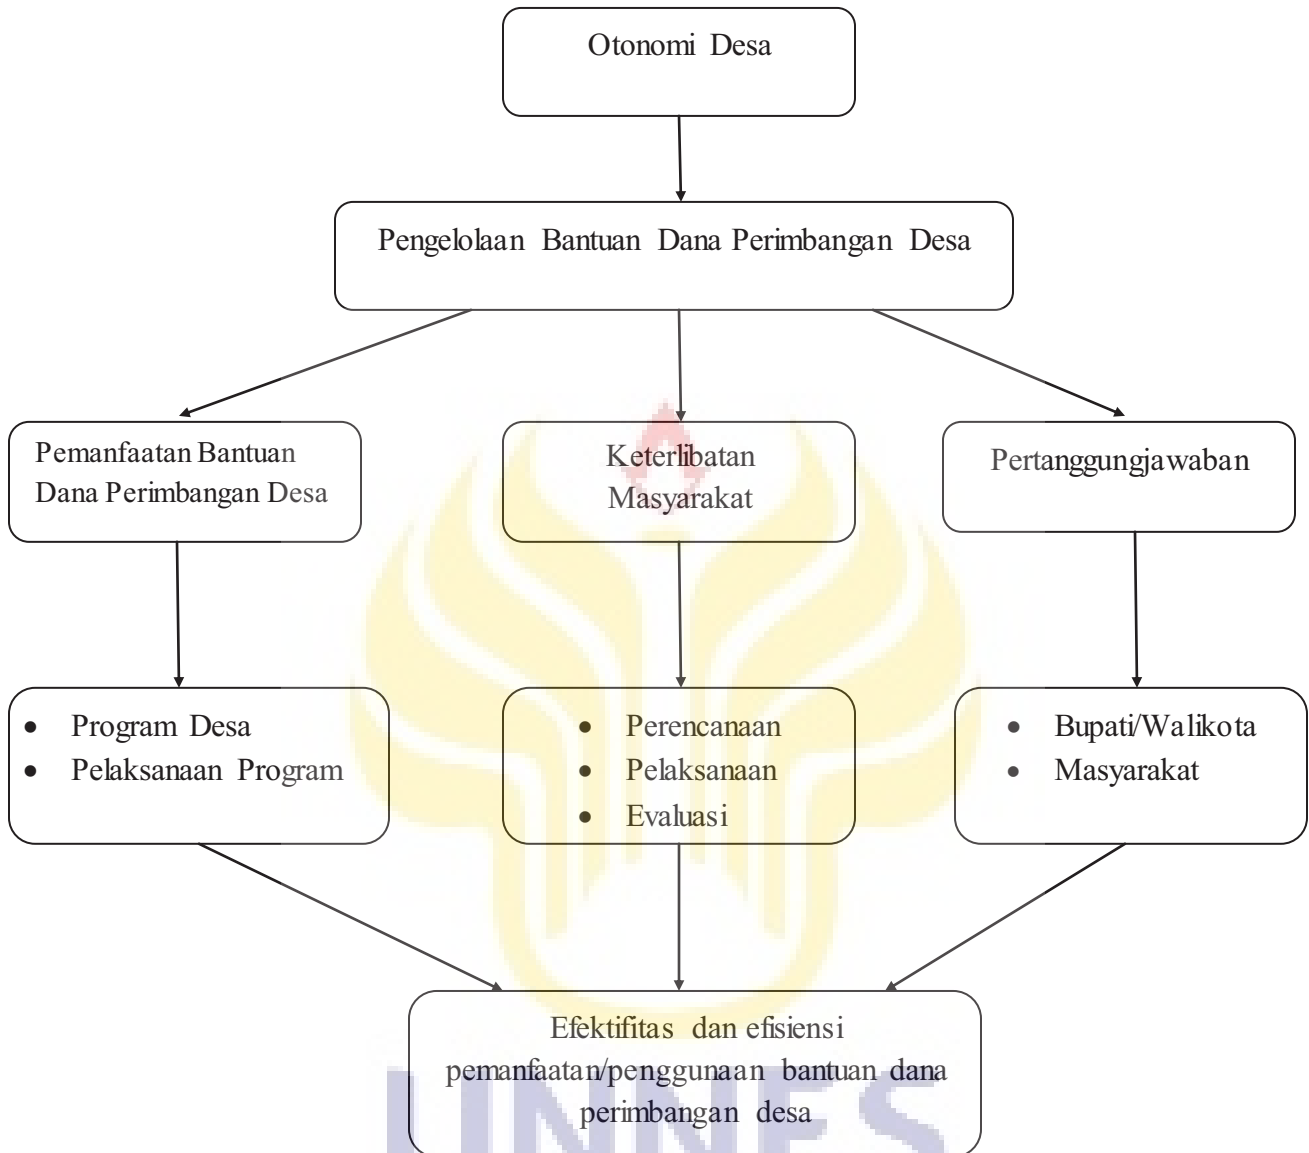 Otonomi Desa
Pengelolaan Bantuan Dana Perimbangan Desa
Pemanfaatan Bantuan
Dana Perimbangan Desa
Keterlibatan
Masyarakat
Pertanggungjawaban
• Program Desa
• Pelaksanaan Program
• Perencanaan
• Pelaksanaan
• Evaluasi
• Bupati/Walikota
• Masyarakat
Efektifitas dan efisiensi
pemanfaatan/penggunaan bantuan dana
perimbangan desa
UNNES